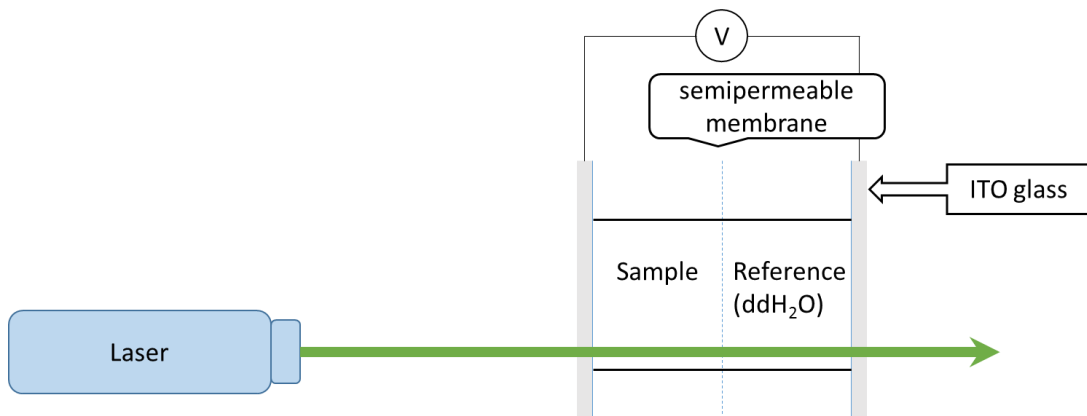 V
semipermeable
membrane
ITO glass
Sample
Reference
(ddH₂O)
Laser